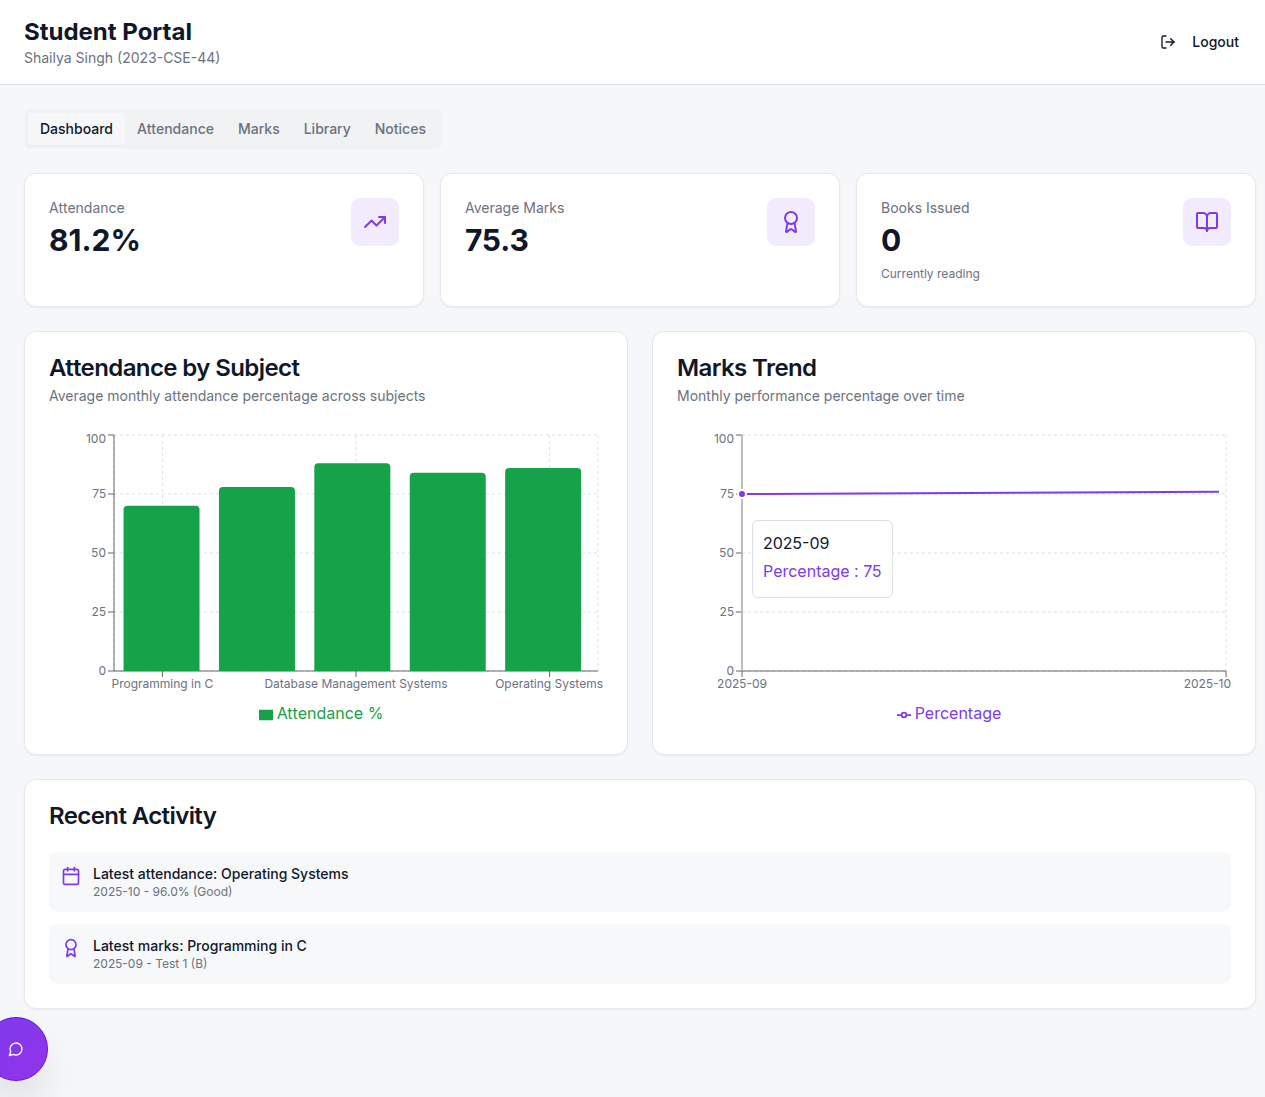 Student Portal
Shailya Singh (2023-CSE-44)
Logout
Dashboard
Attendance
Marks
Library
Notices
Attendance
81.2%
Average Marks
75.3
Books Issued
0
Currently reading
Attendance by Subject
Average monthly attendance percentage across subjects
100
75
50
25
0
Programming in C
Database Management Systems
Operating Systems
Attendance %
Marks Trend
Monthly performance percentage over time
100
75
50
25
0
2025-09
Percentage : 75
2025-09
2025-10
Percentage
Recent Activity
Latest attendance: Operating Systems
2025-10 - 96.0% (Good)
Latest marks: Programming in C
2025-09 - Test 1 (B)